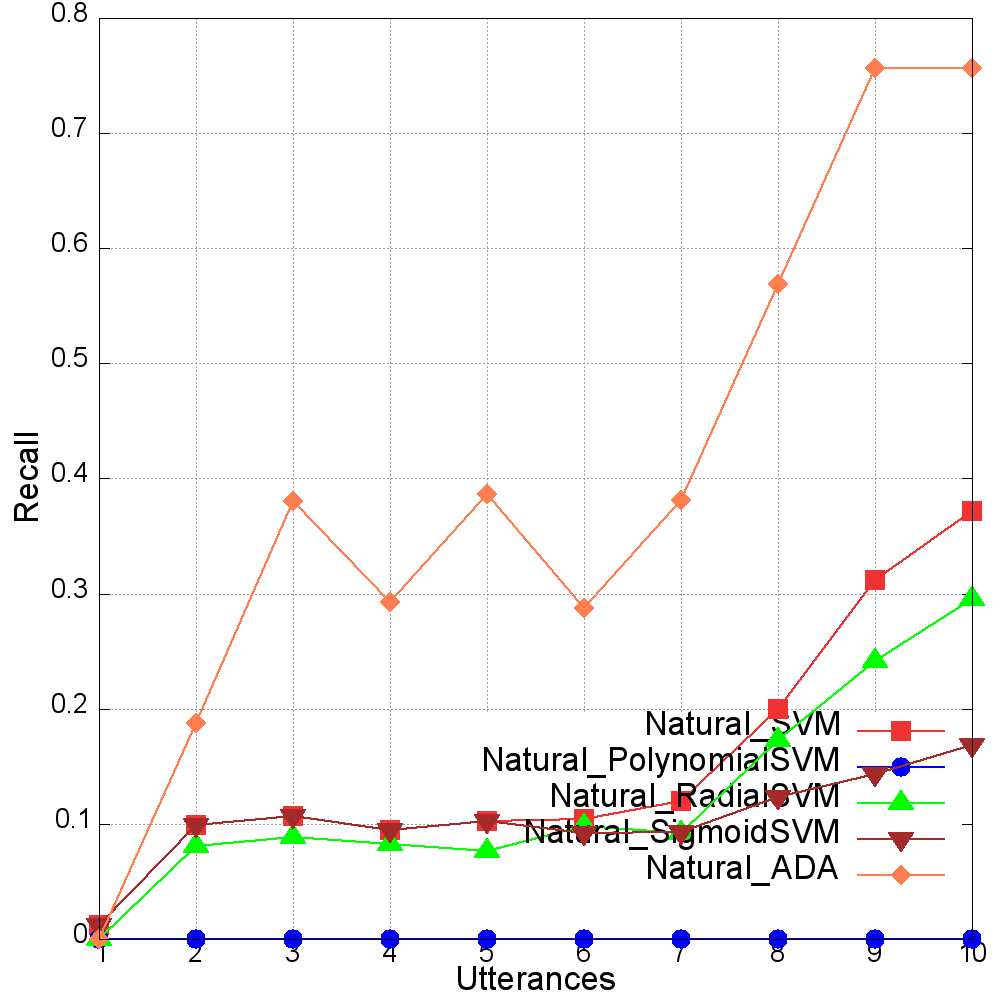 0.8
0.7
0.6
0.5
0.4
0.3
0.2
0.1
0
Recall
Natural_SVM
Natural_PolynomialSVM
Natural_RadialSVM
Natural_SigmoidSVM
Natural_ADA
1 2 3 4 5 6 7 8 9 10
Utterances